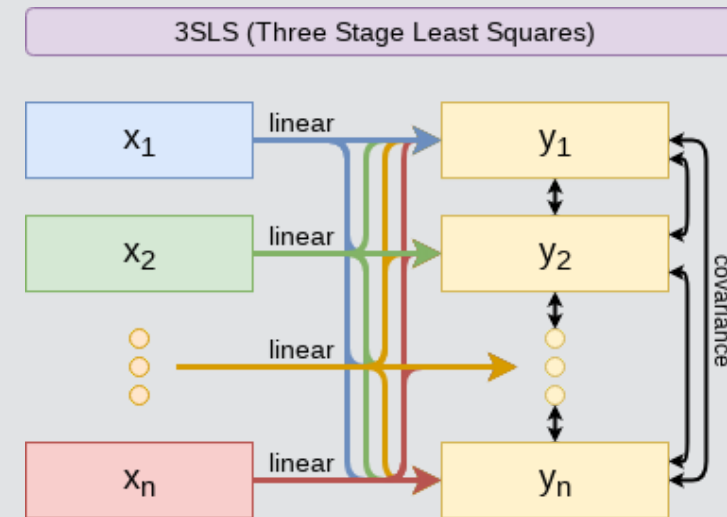 3SLS (Three Stage Least Squares)
x1
linear
y1
x2
linear
y2
linear
covariance
xn
linear
yn